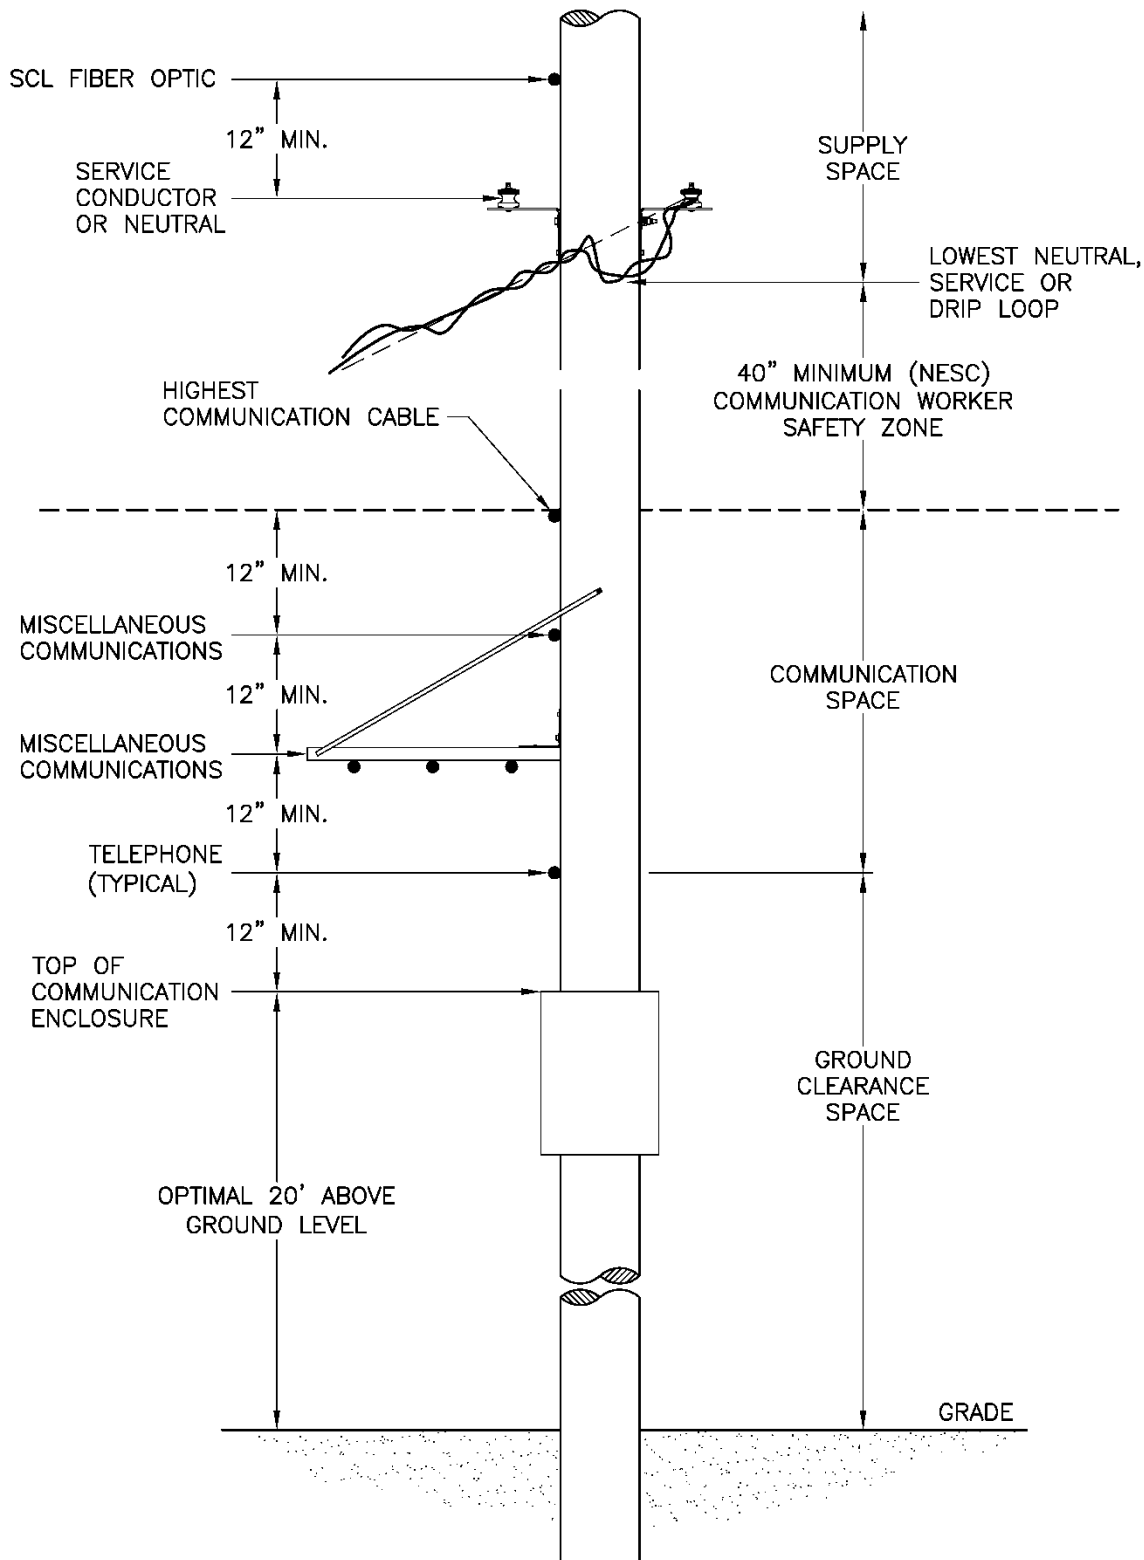 SCL FIBER OPTIC
12” MIN.
SERVICE
CONDUCTOR
OR NEUTRAL
SUPPLY
SPACE
LOWEST NEUTRAL,
SERVICE OR
DRIP LOOP
HIGHEST
COMMUNICATION CABLE
40” MINIMUM (NESC)
COMMUNICATION WORKER
SAFETY ZONE
12” MIN.
MISCELLANEOUS
COMMUNICATIONS
12” MIN.
COMMUNICATION
SPACE
MISCELLANEOUS
COMMUNICATIONS
12” MIN.
TELEPHONE
(TYPICAL)
12” MIN.
TOP OF
COMMUNICATION
ENCLOSURE
GROUND
CLEARANCE
SPACE
OPTIMAL 20’ ABOVE
GROUND LEVEL
GRADE